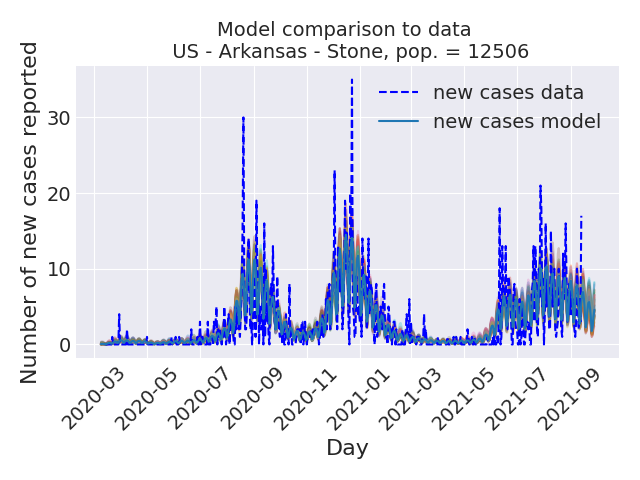 Model comparison to data
US - Arkansas - Stone, pop. = 12506
Number of new cases reported
30
20
10
0
new cases data
new cases model
2020-03
2020-05
2020-07
2020-09
2020-11
2021-01
2021-03
2021-05
2021-07
2021-09
Day